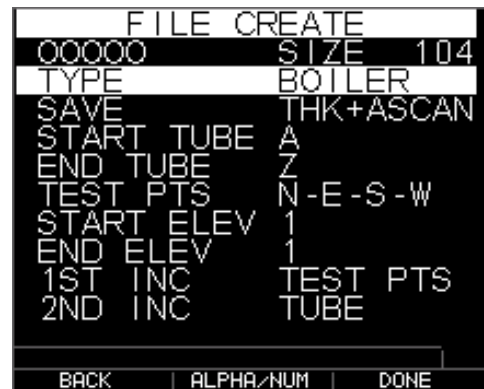 FILE CREATE
OOOOO SIZE 104
TYPE BOILER
SAVE THK+ASCAN
START TUBE A
END TUBE Z
TEST PTS N-E-S-W
START ELEV 1
END ELEV 1
1ST INC TEST PTS
2ND INC TUBE
BACK | ALPHA/NUM | DONE